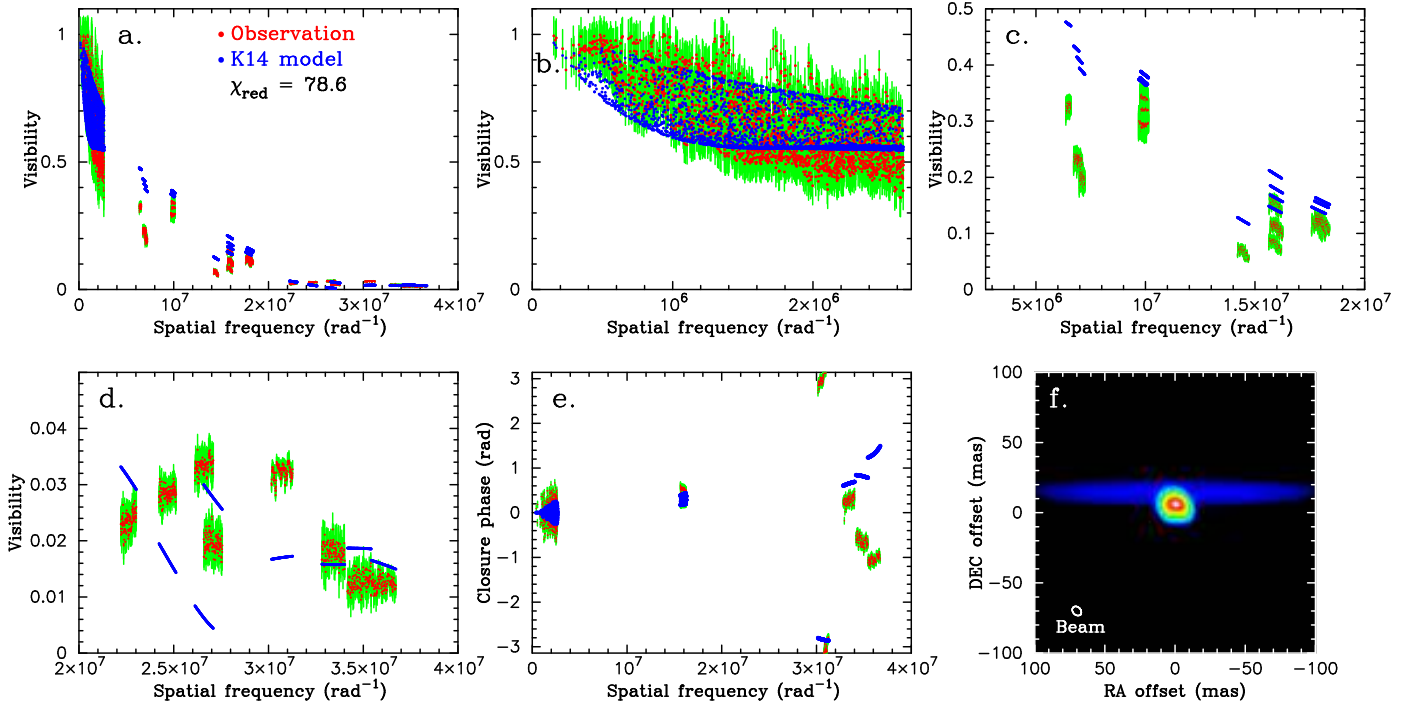 a.
• Observation
• K14 model
χred = 78.6
Visibility
1
0.5
0
0
10⁷
2×10⁷
3×10⁷
4×10⁷
Spatial frequency (rad⁻¹)
b.
Visibility
1
0.5
0
0
10⁶
2×10⁶
Spatial frequency (rad⁻¹)
c.
Visibility
0.5
0.4
0.3
0.2
0.1
0
5×10⁶
10⁷
1.5×10⁷
2×10⁷
Spatial frequency (rad⁻¹)
d.
Visibility
0.04
0.03
0.02
0.01
0
2×10⁷
2.5×10⁷
3×10⁷
3.5×10⁷
Spatial frequency (rad⁻¹)
e.
Closure phase (rad)
3
2
1
0
−1
−2
−3
0
10⁷
2×10⁷
3×10⁷
4×10⁷
Spatial frequency (rad⁻¹)
f.
DEC offset (mas)
100
50
0
−50
−100
Beam
100
50
0
−50
−100
RA offset (mas)